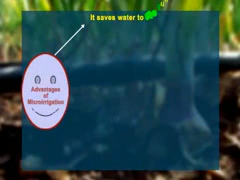 It saves water to
Advantages
of
Microirrigation